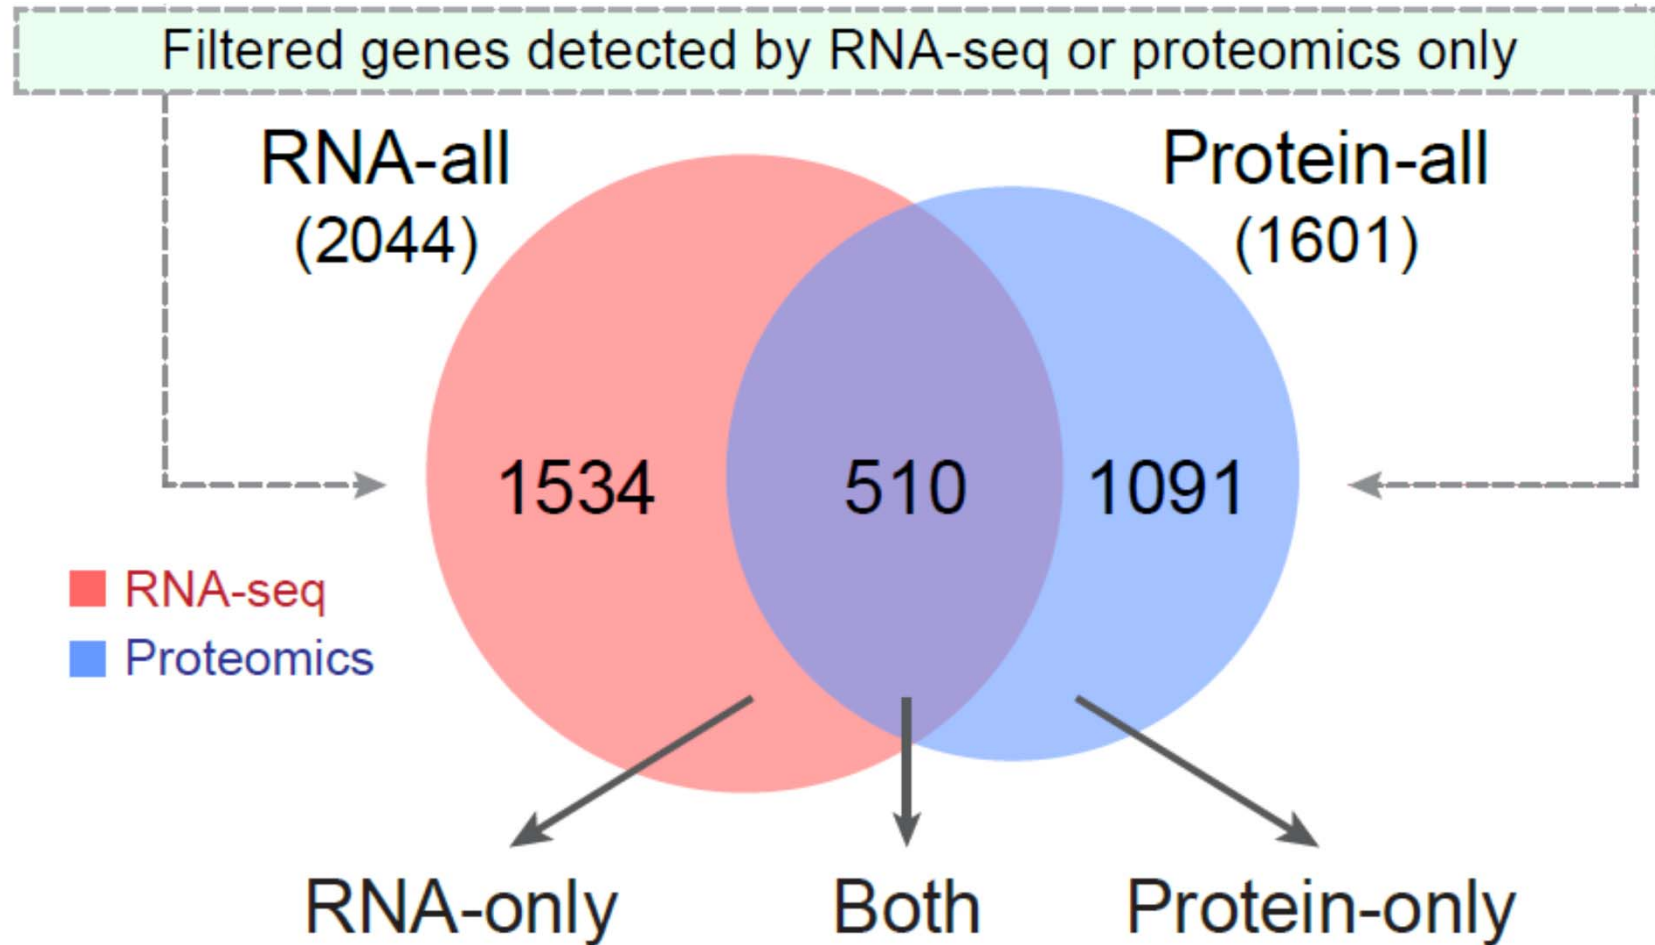 Filtered genes detected by RNA-seq or proteomics only
RNA-all
(2044)
Protein-all
(1601)
1534
510
1091
RNA-seq
Proteomics
RNA-only
Both
Protein-only